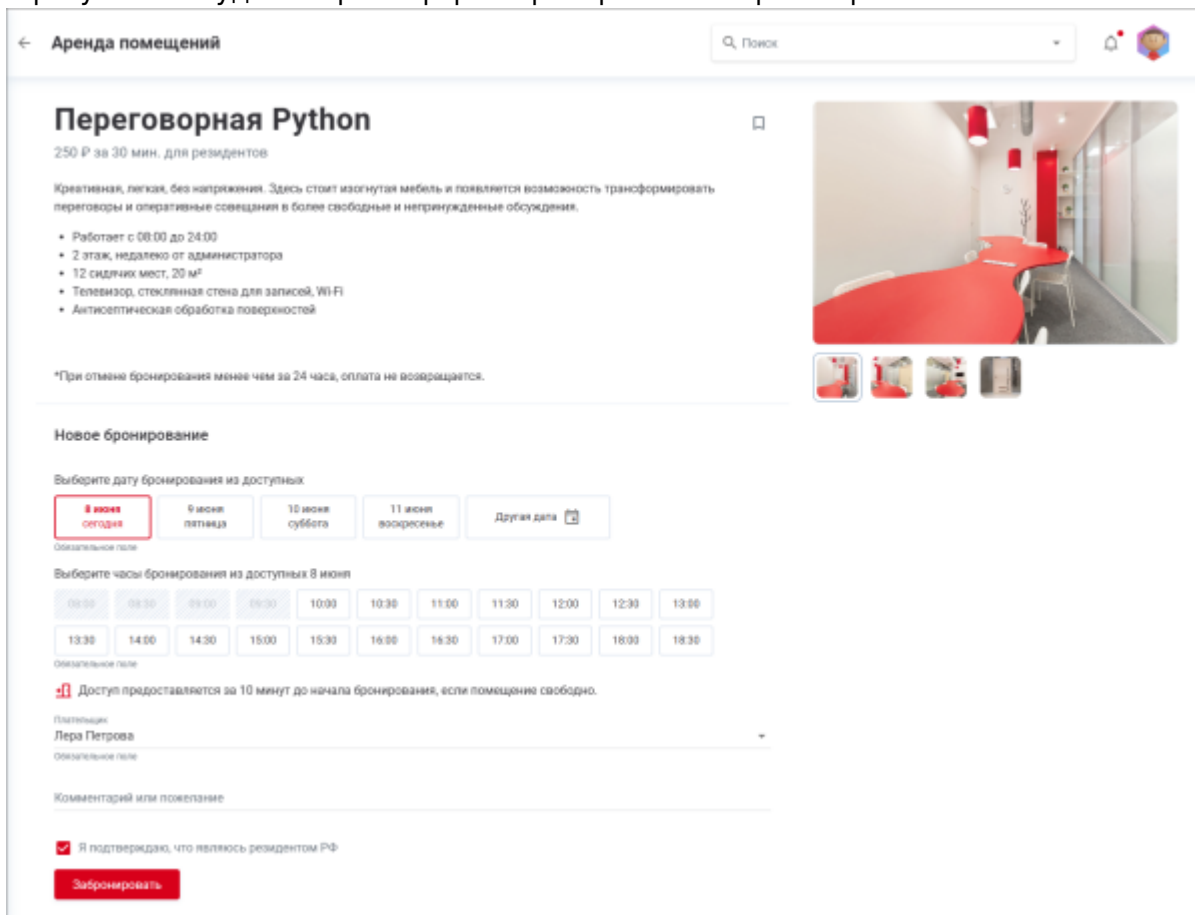 Аренда помещений
Поиск
Переговорная Python
250 ₽ за 30 мин. для резидентов
Креативная, легкая, без напряжения. Здесь стоит изогнутая мебель и появляется возможность трансформировать
переговоры и оперативные совещания в более свободные и непринужденные обсуждения.
• Работает с 08:00 до 24:00
• 2 этаж, недалеко от администратора
• 12 сидячих мест, 20 м²
• Телевизор, стеклянная стена для записей, Wi-Fi
• Антисептическая обработка поверхностей
*При отмене бронирования менее чем за 24 часа, оплата не возвращается.
Новое бронирование
Выберите дату бронирования из доступных
8 июня 9 июня 10 июня 11 июня
сегодня пятница суббота воскресенье Другая дата
Обязательное поле
Выберите часы бронирования из доступных 8 июня
08:00 08:30 09:00 09:30 10:00 10:30 11:00 11:30 12:00 12:30 13:00
13:30 14:00 14:30 15:00 15:30 16:00 16:30 17:00 17:30 18:00 18:30
Обязательное поле
Доступ предоставляется за 10 минут до начала бронирования, если помещение свободно.
Плательщик
Лера Петрова
Обязательное поле
Комментарий или пожелание
Я подтверждаю, что являюсь резидентом РФ
Забронировать